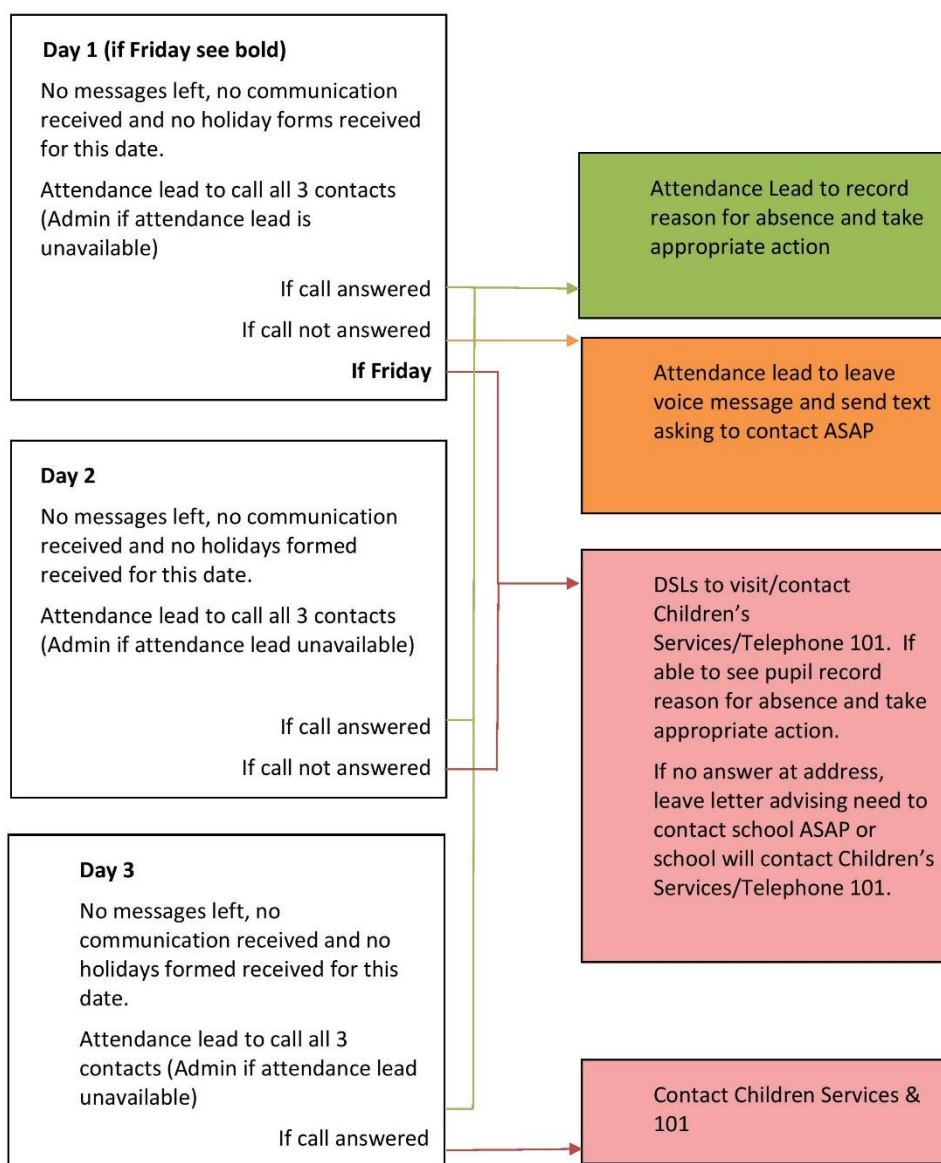 Day 1 (if Friday see bold)
No messages left, no communication
received and no holiday forms received
for this date.
Attendance lead to call all 3 contacts
(Admin if attendance lead is
unavailable)
If call answered
If call not answered
If Friday
Attendance Lead to record
reason for absence and take
appropriate action
Attendance lead to leave
voice message and send text
asking to contact ASAP
Day 2
No messages left, no communication
received and no holidays formed
received for this date.
Attendance lead to call all 3 contacts
(Admin if attendance lead unavailable)
If call answered
If call not answered
DSLs to visit/contact
Children’s
Services/Telephone 101.  If
able to see pupil record
reason for absence and take
appropriate action.
If no answer at address,
leave letter advising need to
contact school ASAP or
school will contact Children’s
Services/Telephone 101.
Day 3
No messages left, no
communication received and no
holidays formed received for this
date.
Attendance lead to call all 3
contacts (Admin if attendance lead
unavailable)
If call answered
Contact Children Services &
101